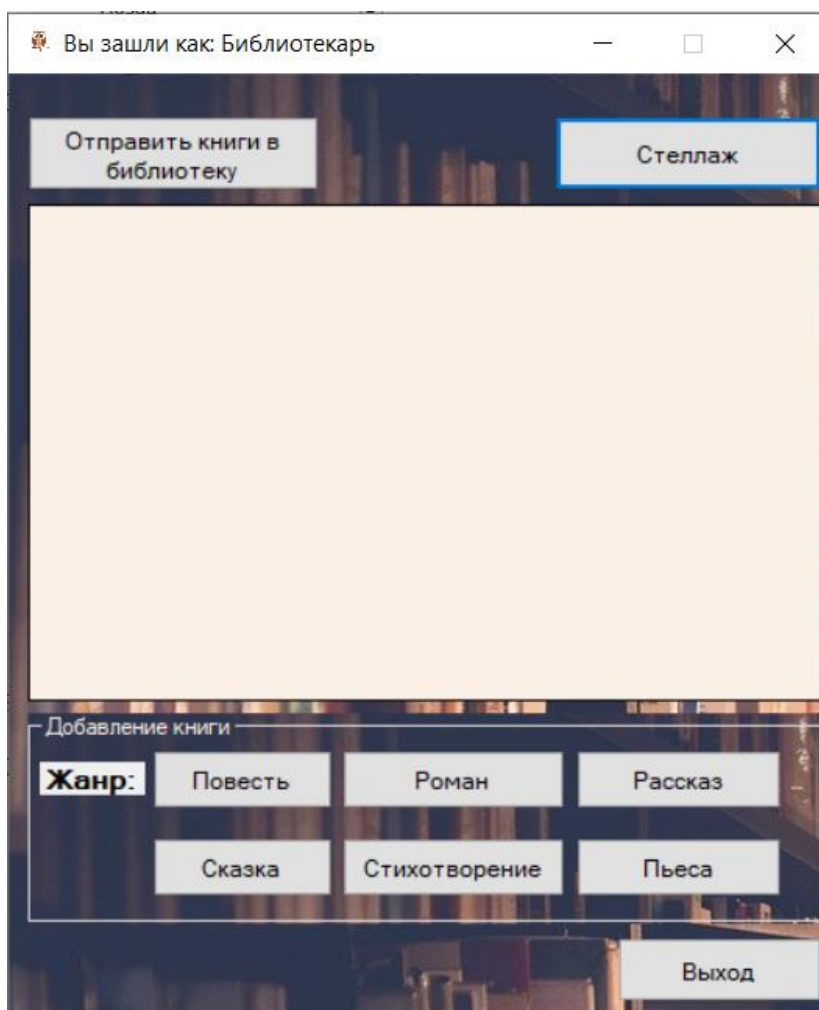 Вы зашли как: Библиотекарь
Отправить книги в
библиотеку
Стеллаж
Добавление книги
Жанр:
Повесть
Роман
Рассказ
Сказка
Стихотворение
Пьеса
Выход